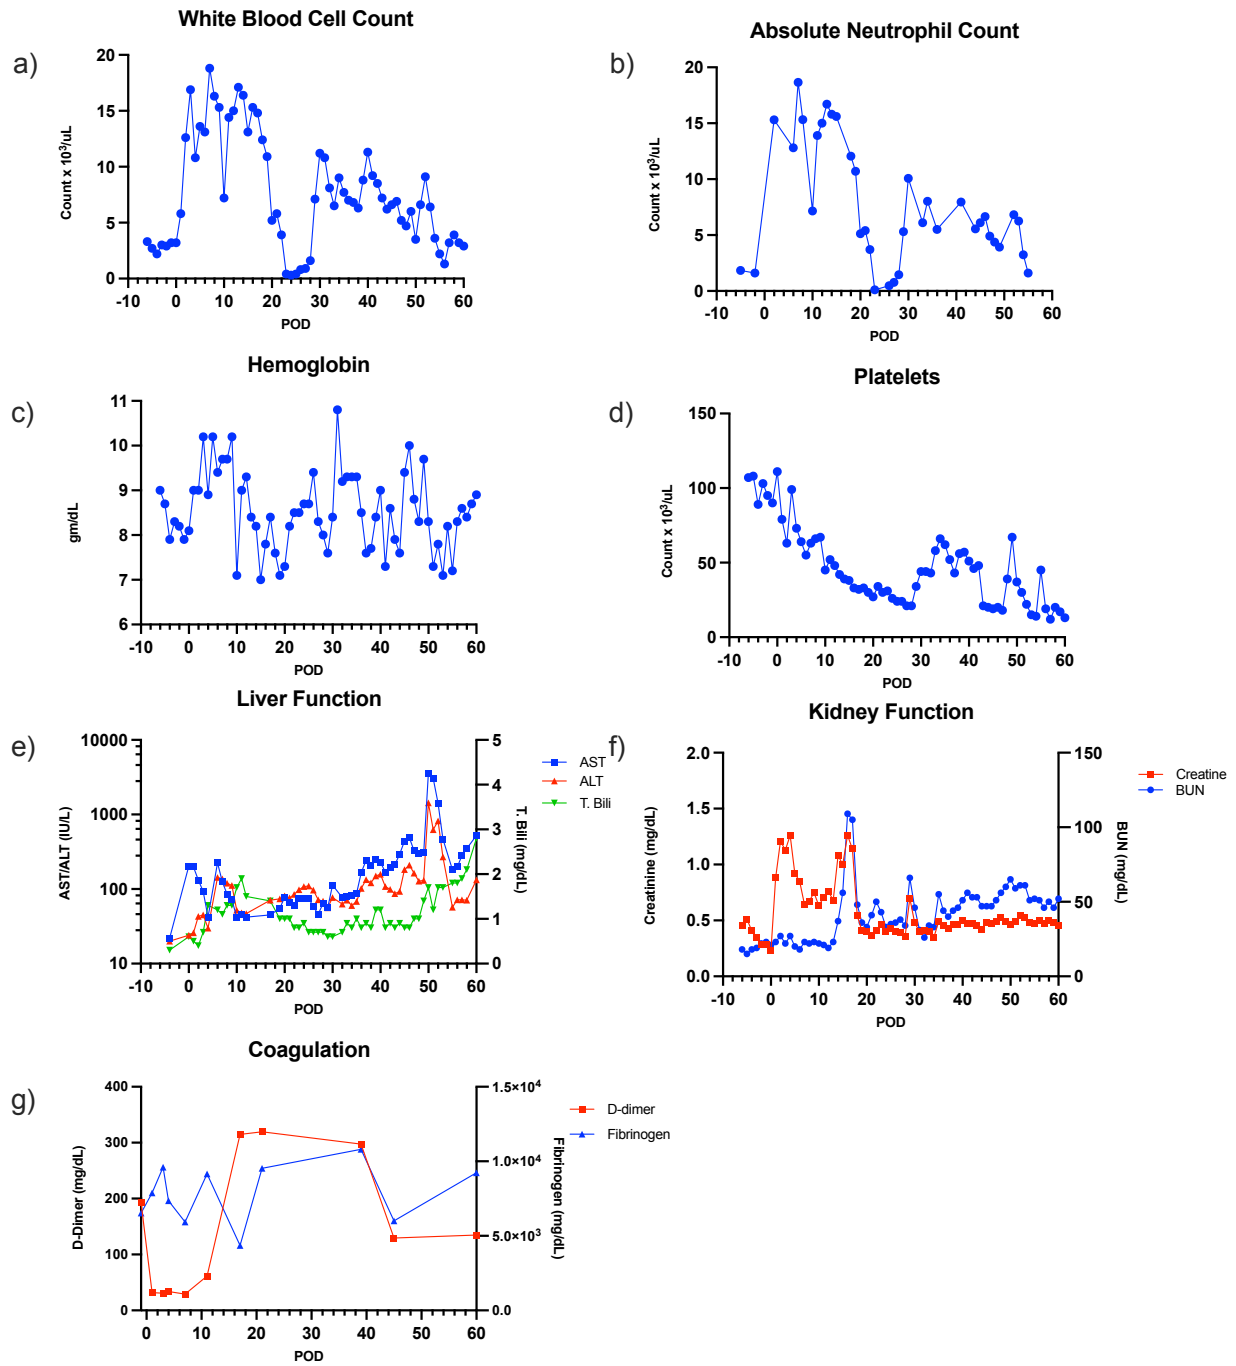 White Blood Cell Count
a)
Count x 10³/uL
20
15
10
5
0
-10 0 10 20 30 40 50 60
POD
Absolute Neutrophil Count
b)
Count x 10³/uL
20
15
10
5
0
-10 0 10 20 30 40 50 60
POD
Hemoglobin
c)
gm/dL
11
10
9
8
7
6
-10 0 10 20 30 40 50 60
POD
Platelets
d)
Count x 10³/uL
150
100
50
0
-10 0 10 20 30 40 50 60
POD
Liver Function
e)
AST/ALT (IU/L)
10000
1000
100
10
5
4
3
2
1
0
T. Bili (mg/dL)
-10 0 10 20 30 40 50 60
POD
AST
ALT
T. Bili
Kidney Function
f)
Creatinine (mg/dL)
2.0
1.5
1.0
0.5
0.0
150
100
50
0
BUN (mg/dL)
-10 0 10 20 30 40 50 60
POD
Creatine
BUN
Coagulation
g)
D-Dimer (mg/dL)
400
300
200
100
0
1.5×10⁴
1.0×10⁴
5.0×10³
0.0
Fibrinogen (mg/dL)
0 10 20 30 40 50 60
POD
D-dimer
Fibrinogen